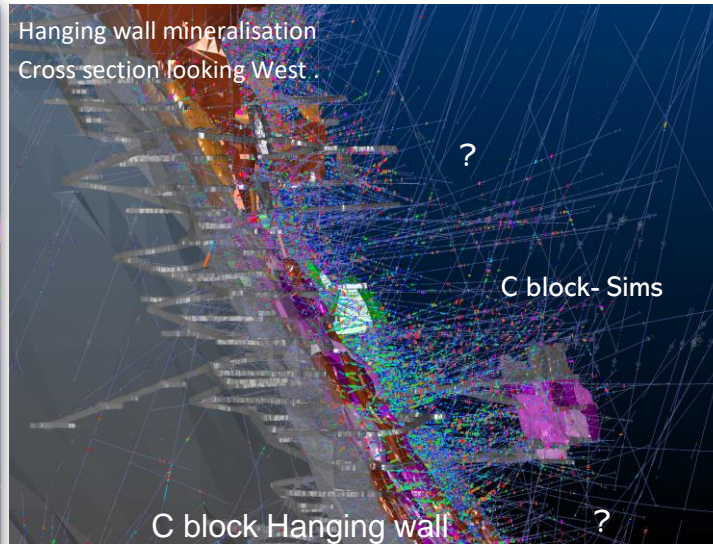 Hanging wall mineralisation
Cross section looking West .
?
C block- Sims
C block Hanging wall
?